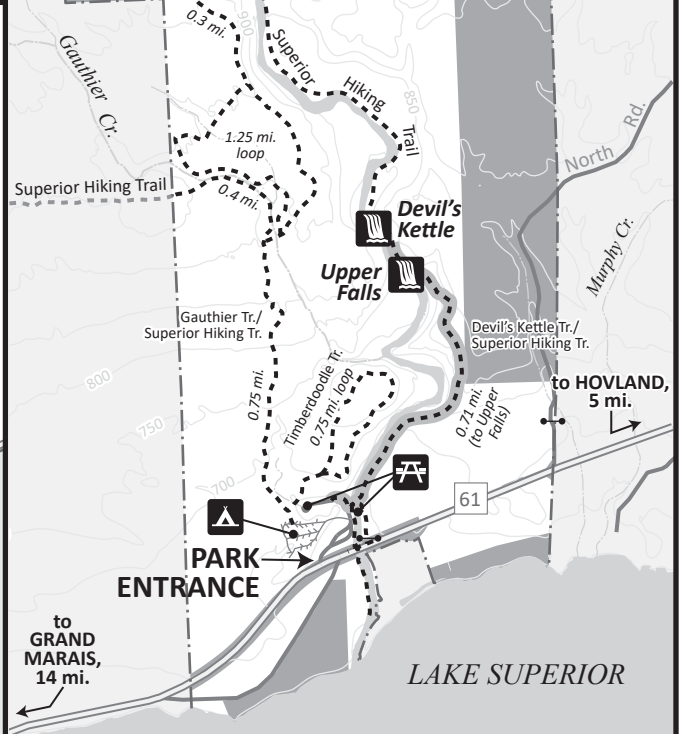 0.3 mi.
900
Superior
Hiking
Trail
Gauthier Cr.
850
1.25 mi.
loop
Superior Hiking Trail
0.4 mi.
North Rd.
Murphy Cr.
Devil's
Kettle
Upper
Falls
Gauthier Tr./
Superior Hiking Tr.
Devil's Kettle Tr./
Superior Hiking Tr.
800
750
700
0.75 mi.
Timberdoodle Tr.
0.75 mi. loop
0.71 mi.
(to Upper
Falls)
to HOVLAND,
5 mi.
61
PARK
ENTRANCE
to
GRAND
MARAIS,
14 mi.
LAKE SUPERIOR